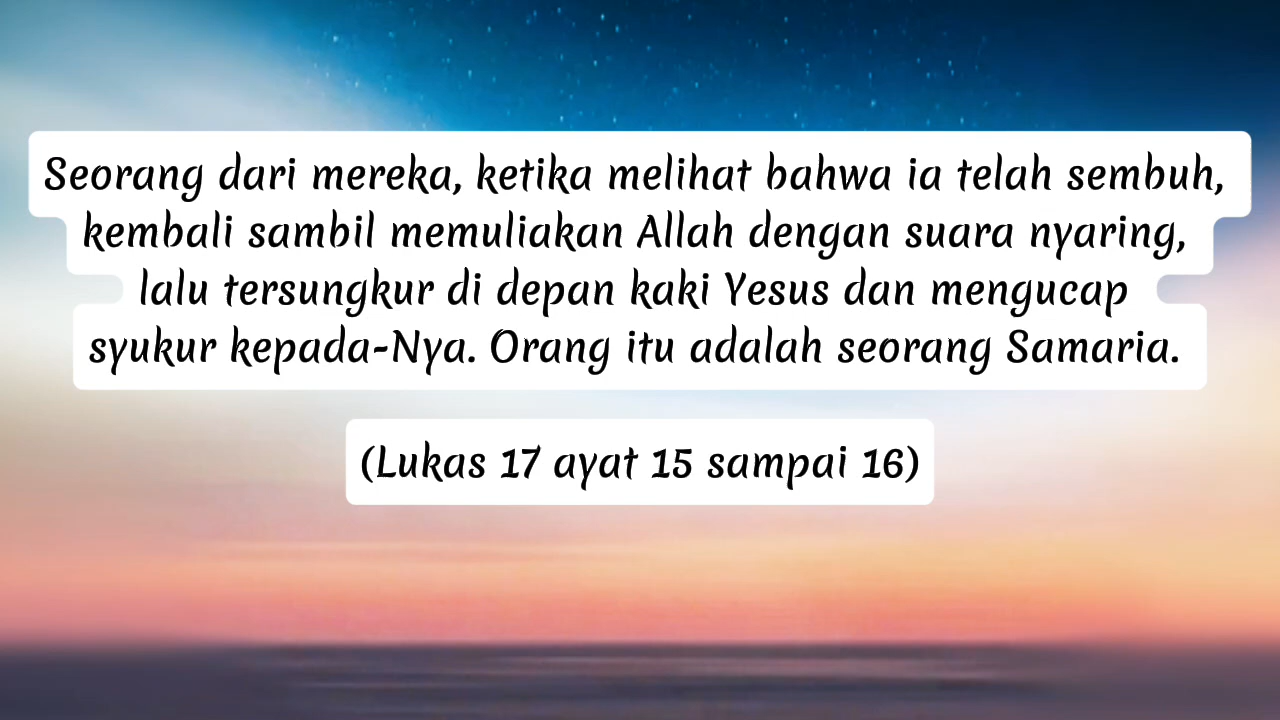 Seorang dari mereka, ketika melihat bahwa ia telah sembuh,
kembali sambil memuliakan Allah dengan suara nyaring,
lalu tersungkur di depan kaki Yesus dan mengucap
syukur kepada-Nya. Orang itu adalah seorang Samaria.
(Lukas 17 ayat 15 sampai 16)